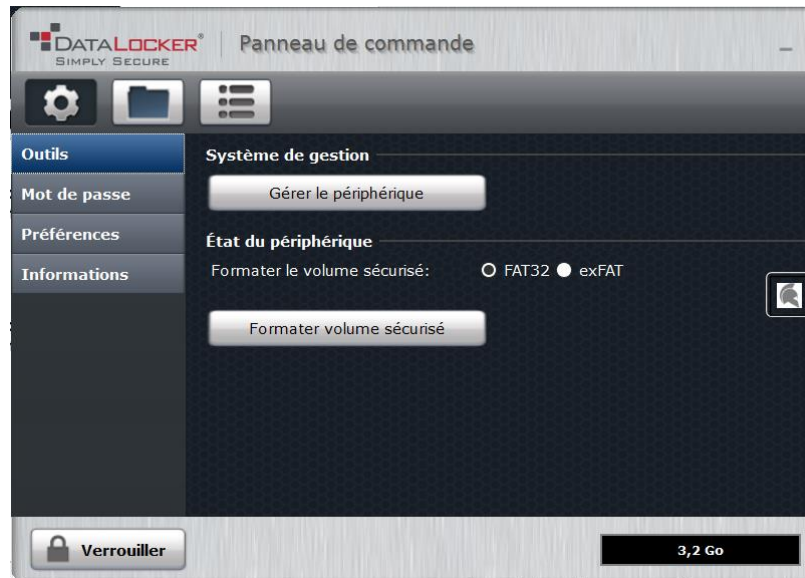 DATALOCKER® Panneau de commande
SIMPLY SECURE
Outils
Mot de passe
Préférences
Informations
Système de gestion
Gérer le périphérique
État du périphérique
Formater le volume sécurisé: FAT32 exFAT
Formater volume sécurisé
Verrouiller
3,2 Go